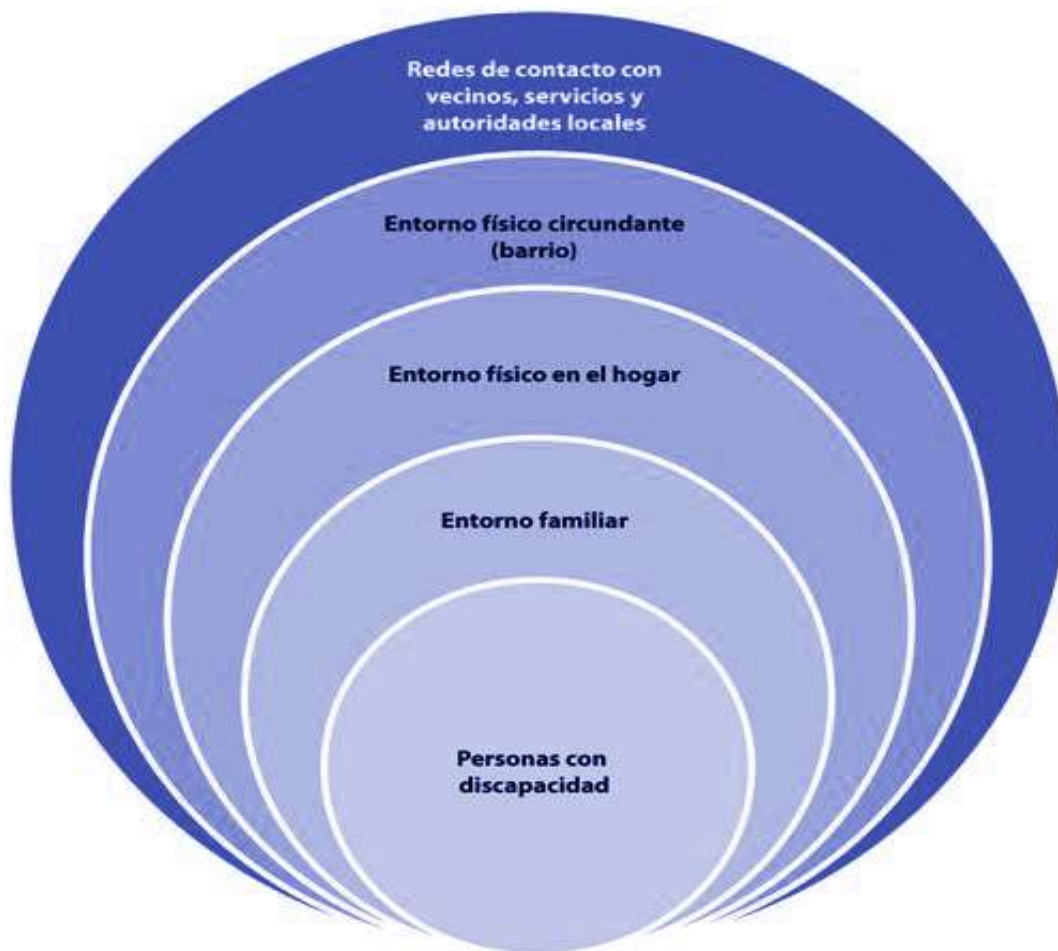 Redes de contacto con
vecinos, servicios y
autoridades locales
Entorno físico circundante
(barrio)
Entorno físico en el hogar
Entorno familiar
Personas con
discapacidad